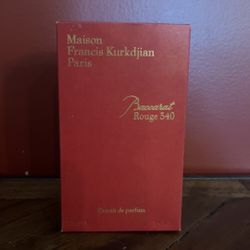 Maison
Francis Kurkdjian
Paris
Baccarat
Rouge 540
Extrait de parfum